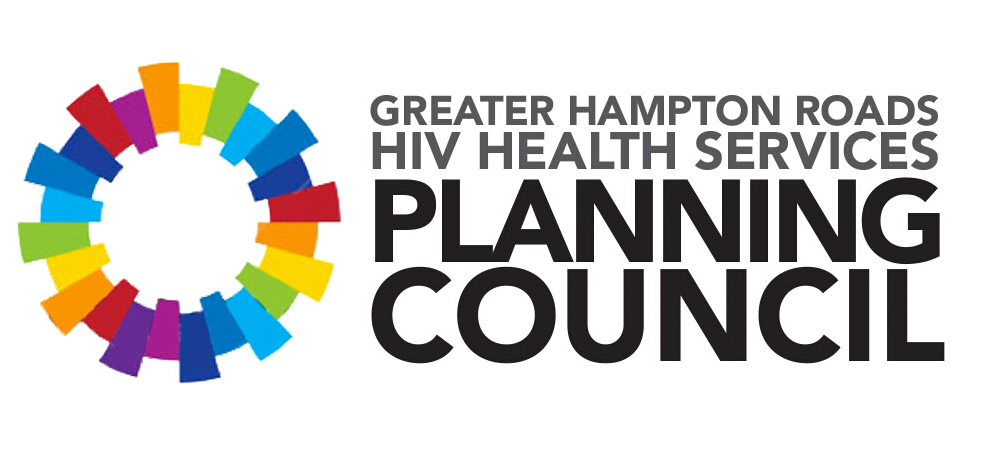 GREATER HAMPTON ROADS
HIV HEALTH SERVICES
PLANNING
COUNCIL